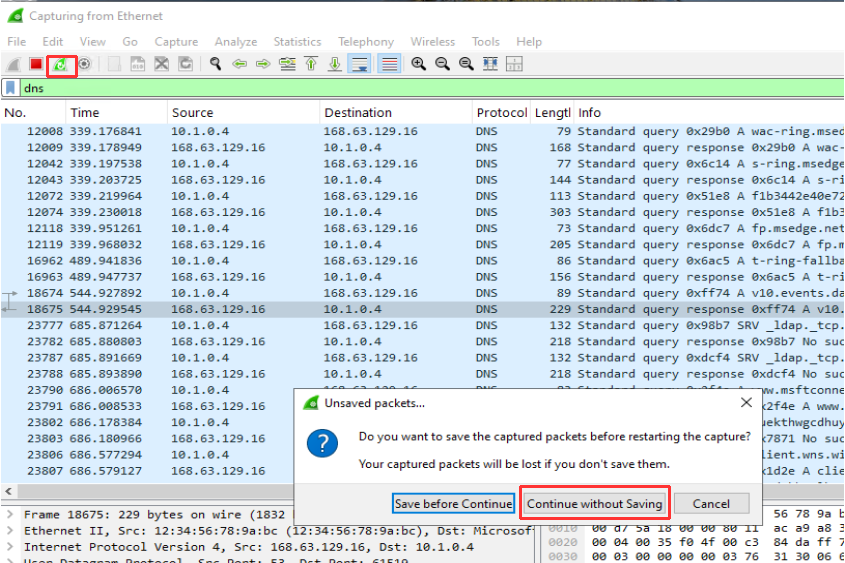 Capturing from Ethernet
File Edit View Go Capture Analyze Statistics Telephony Wireless Tools Help
dns
No. Time Source Destination Protocol Lengtl Info
12008 339.176841 10.1.0.4 168.63.129.16 DNS 79 Standard query 0x29b0 A wac-ring.msed
12009 339.178949 168.63.129.16 10.1.0.4 DNS 168 Standard query response 0x29b0 A wac-
12042 339.197538 10.1.0.4 168.63.129.16 DNS 77 Standard query 0x6c14 A s-ring.msedge
12043 339.203725 168.63.129.16 10.1.0.4 DNS 144 Standard query response 0x6c14 A s-ri
12072 339.219964 10.1.0.4 168.63.129.16 DNS 113 Standard query 0x51e8 A f1b3442e40e72
12074 339.230018 168.63.129.16 10.1.0.4 DNS 303 Standard query response 0x51e8 A f1b3
12118 339.951261 10.1.0.4 168.63.129.16 DNS 73 Standard query 0x6dc7 A fp.msedge.net
12119 339.968032 168.63.129.16 10.1.0.4 DNS 205 Standard query response 0x6dc7 A fp.m
16962 489.941836 10.1.0.4 168.63.129.16 DNS 86 Standard query 0x6ac5 A t-ring-fallba
16963 489.947737 168.63.129.16 10.1.0.4 DNS 156 Standard query response 0x6ac5 A t-ri
18674 544.927892 10.1.0.4 168.63.129.16 DNS 89 Standard query 0xff74 A v10.events.da
18675 544.929545 168.63.129.16 10.1.0.4 DNS 229 Standard query response 0xff74 A v10.
23777 685.871264 10.1.0.4 168.63.129.16 DNS 132 Standard query 0x98b7 SRV _ldap._tcp.
23782 685.880803 168.63.129.16 10.1.0.4 DNS 218 Standard query response 0x98b7 No suc
23787 685.891669 10.1.0.4 168.63.129.16 DNS 132 Standard query 0xdcf4 SRV _ldap._tcp.
23789 685.893890 168.63.129.16 10.1.0.4 DNS 218 Standard query response 0xdcf4 No suc
23790 686.006570 10.1.0.4 168.63.129.16 DNS ww.msftconne
23791 686.008533 168.63.129.16 x2f4e A www.
23802 686.178384 10.1.0.4 uekthwgcdhuy
23803 686.180966 168.63.129.16 x7871 No suc
23806 686.577294 10.1.0.4 lient.wns.wi
23807 686.579127 168.63.129.16 x1d2e A clie
Unsaved packets...
Do you want to save the captured packets before restarting the capture?
Your captured packets will be lost if you don't save them.
Save before Continue Continue without Saving Cancel
Frame 18675: 229 bytes on wire (1832 56 78 9a b
Ethernet II, Src: 12:34:56:78:9a:bc (12:34:56:78:9a:bc), Dst: Microsof 0010 00 d7 5a 18 00 00 80 11 ac a9 a8 3
Internet Protocol Version 4, Src: 168.63.129.16, Dst: 10.1.0.4 0020 00 04 00 35 f0 4f 00 c3 84 da ff 7
User Datagram Protocol, Src Port: 53, Dst Port: 61519 0030 00 03 00 00 00 00 03 76 31 30 06 6